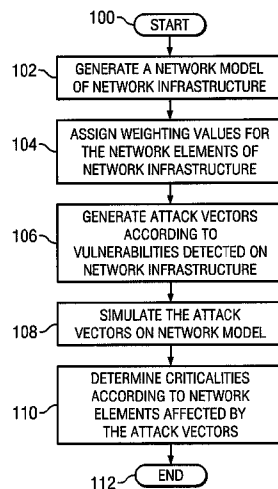 100 START
102 GENERATE A NETWORK MODEL
OF NETWORK INFRASTRUCTURE
104 ASSIGN WEIGHTING VALUES FOR
THE NETWORK ELEMENTS OF
NETWORK INFRASTRUCTURE
106 GENERATE ATTACK VECTORS
ACCORDING TO
VULNERABILITIES DETECTED ON
NETWORK INFRASTRUCTURE
108 SIMULATE THE ATTACK
VECTORS ON NETWORK MODEL
110 DETERMINE CRITICALITIES
ACCORDING TO NETWORK
ELEMENTS AFFECTED BY
THE ATTACK VECTORS
112 END